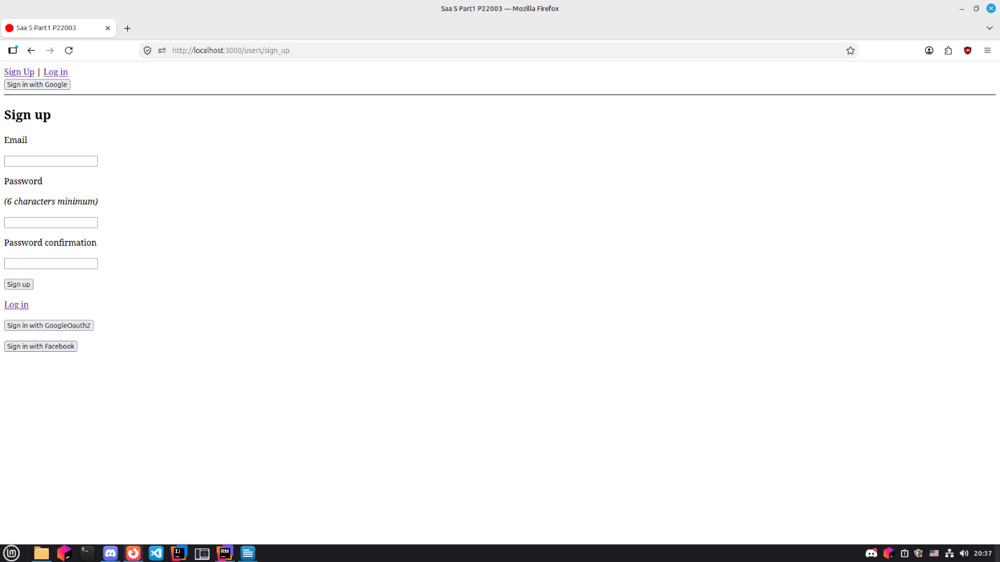 Saa S Part1 P22003 — Mozilla Firefox
Saa S Part1 P22003
http://localhost:3000/users/sign_up
Sign Up | Log in
Sign in with Google
Sign up
Email
Password
(6 characters minimum)
Password confirmation
Sign up
Log in
Sign in with GoogleOauth2
Sign in with Facebook
IJ
RM
20:37